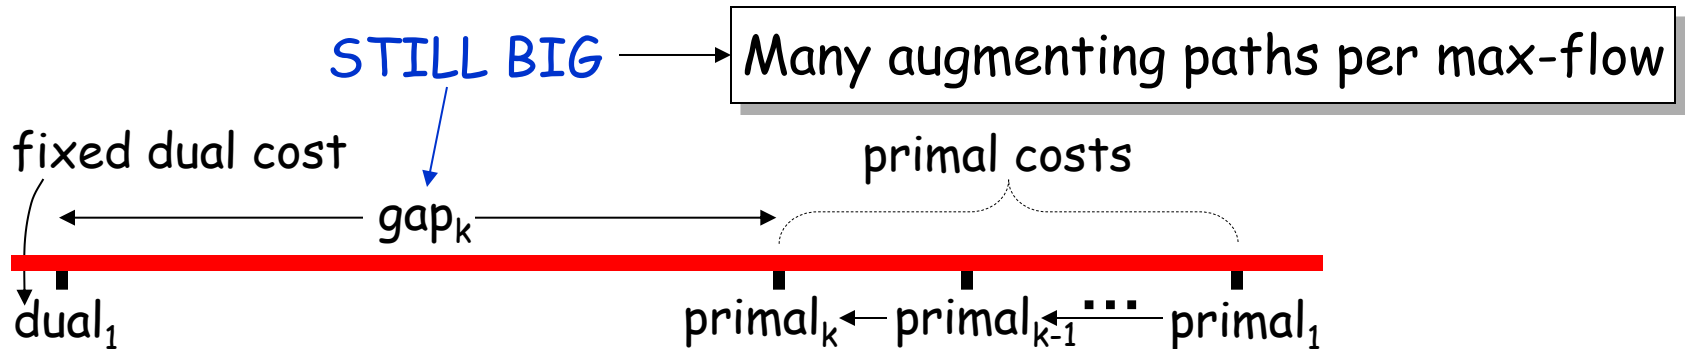 STILL BIG
Many augmenting paths per max-flow
fixed dual cost
primal costs
gapk
dual1
primalk
primalk-1
...
primal1